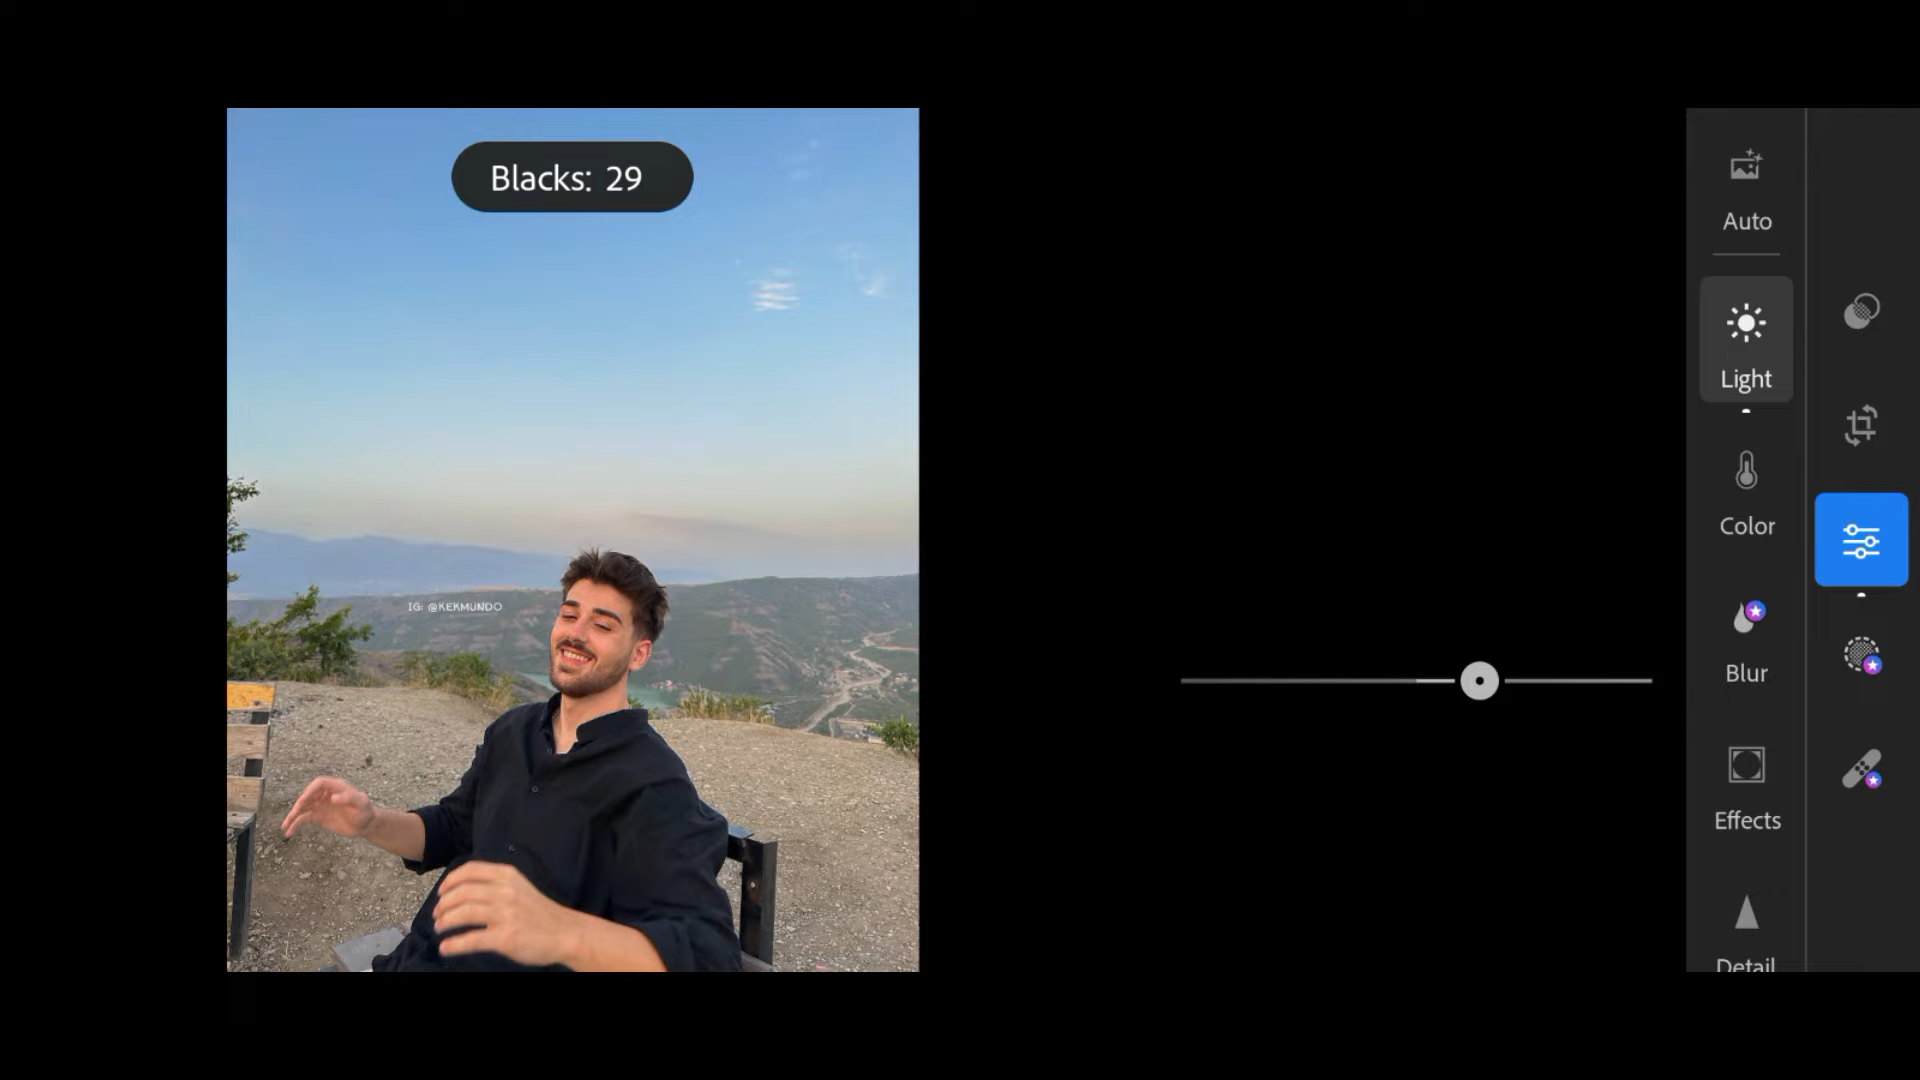 Blacks: 29
IG: @KEKMUNDO
Auto
Light
Color
Blur
Effects
Detail